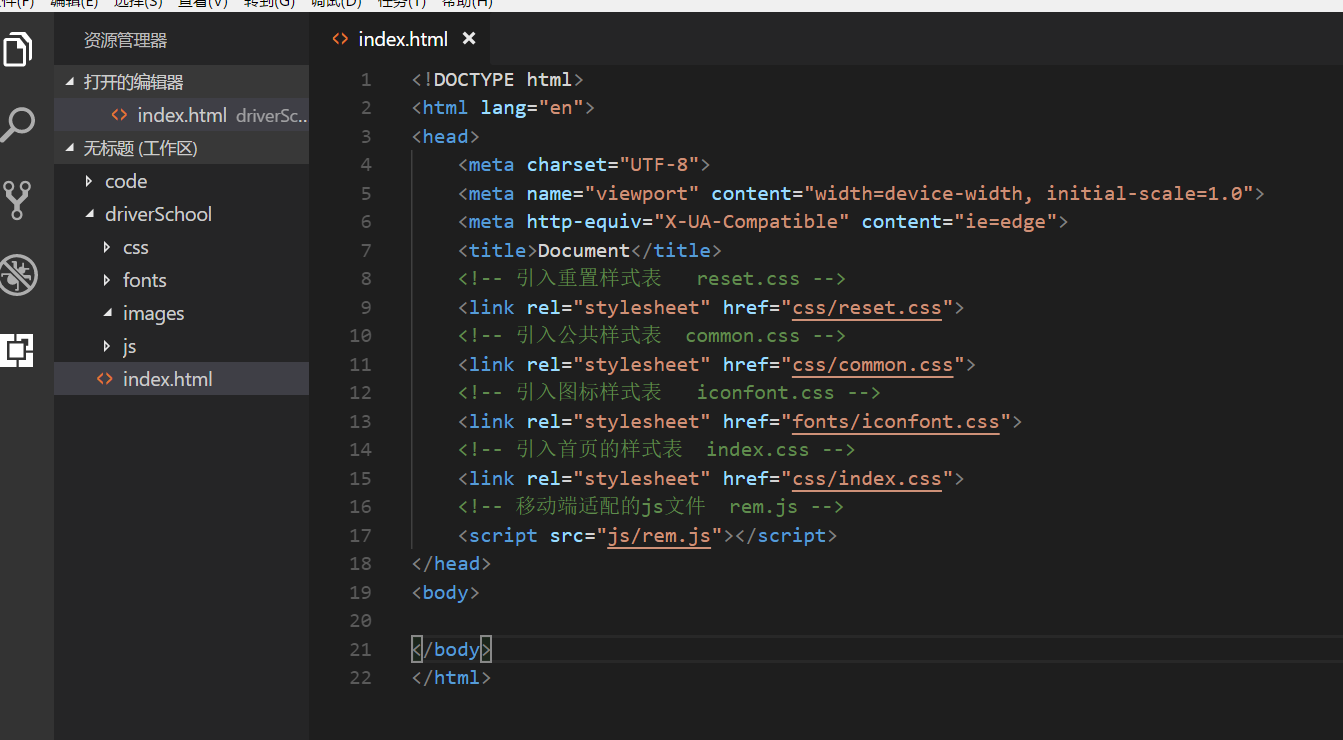 件(F) 编辑(E) 选择(S) 查看(V) 转到(G) 调试(D) 任务(T) 帮助(H)
资源管理器
打开的编辑器
index.html driverSc...
无标题 (工作区)
code
driverSchool
css
fonts
images
js
index.html
index.html
1 <!DOCTYPE html>
2 <html lang="en">
3 <head>
4 <meta charset="UTF-8">
5 <meta name="viewport" content="width=device-width, initial-scale=1.0">
6 <meta http-equiv="X-UA-Compatible" content="ie=edge">
7 <title>Document</title>
8 <!-- 引入重置样式表   reset.css -->
9 <link rel="stylesheet" href="css/reset.css">
10 <!-- 引入公共样式表  common.css -->
11 <link rel="stylesheet" href="css/common.css">
12 <!-- 引入图标样式表   iconfont.css -->
13 <link rel="stylesheet" href="fonts/iconfont.css">
14 <!-- 引入首页的样式表  index.css -->
15 <link rel="stylesheet" href="css/index.css">
16 <!-- 移动端适配的js文件  rem.js -->
17 <script src="js/rem.js"></script>
18 </head>
19 <body>
20
21 </body>
22 </html>